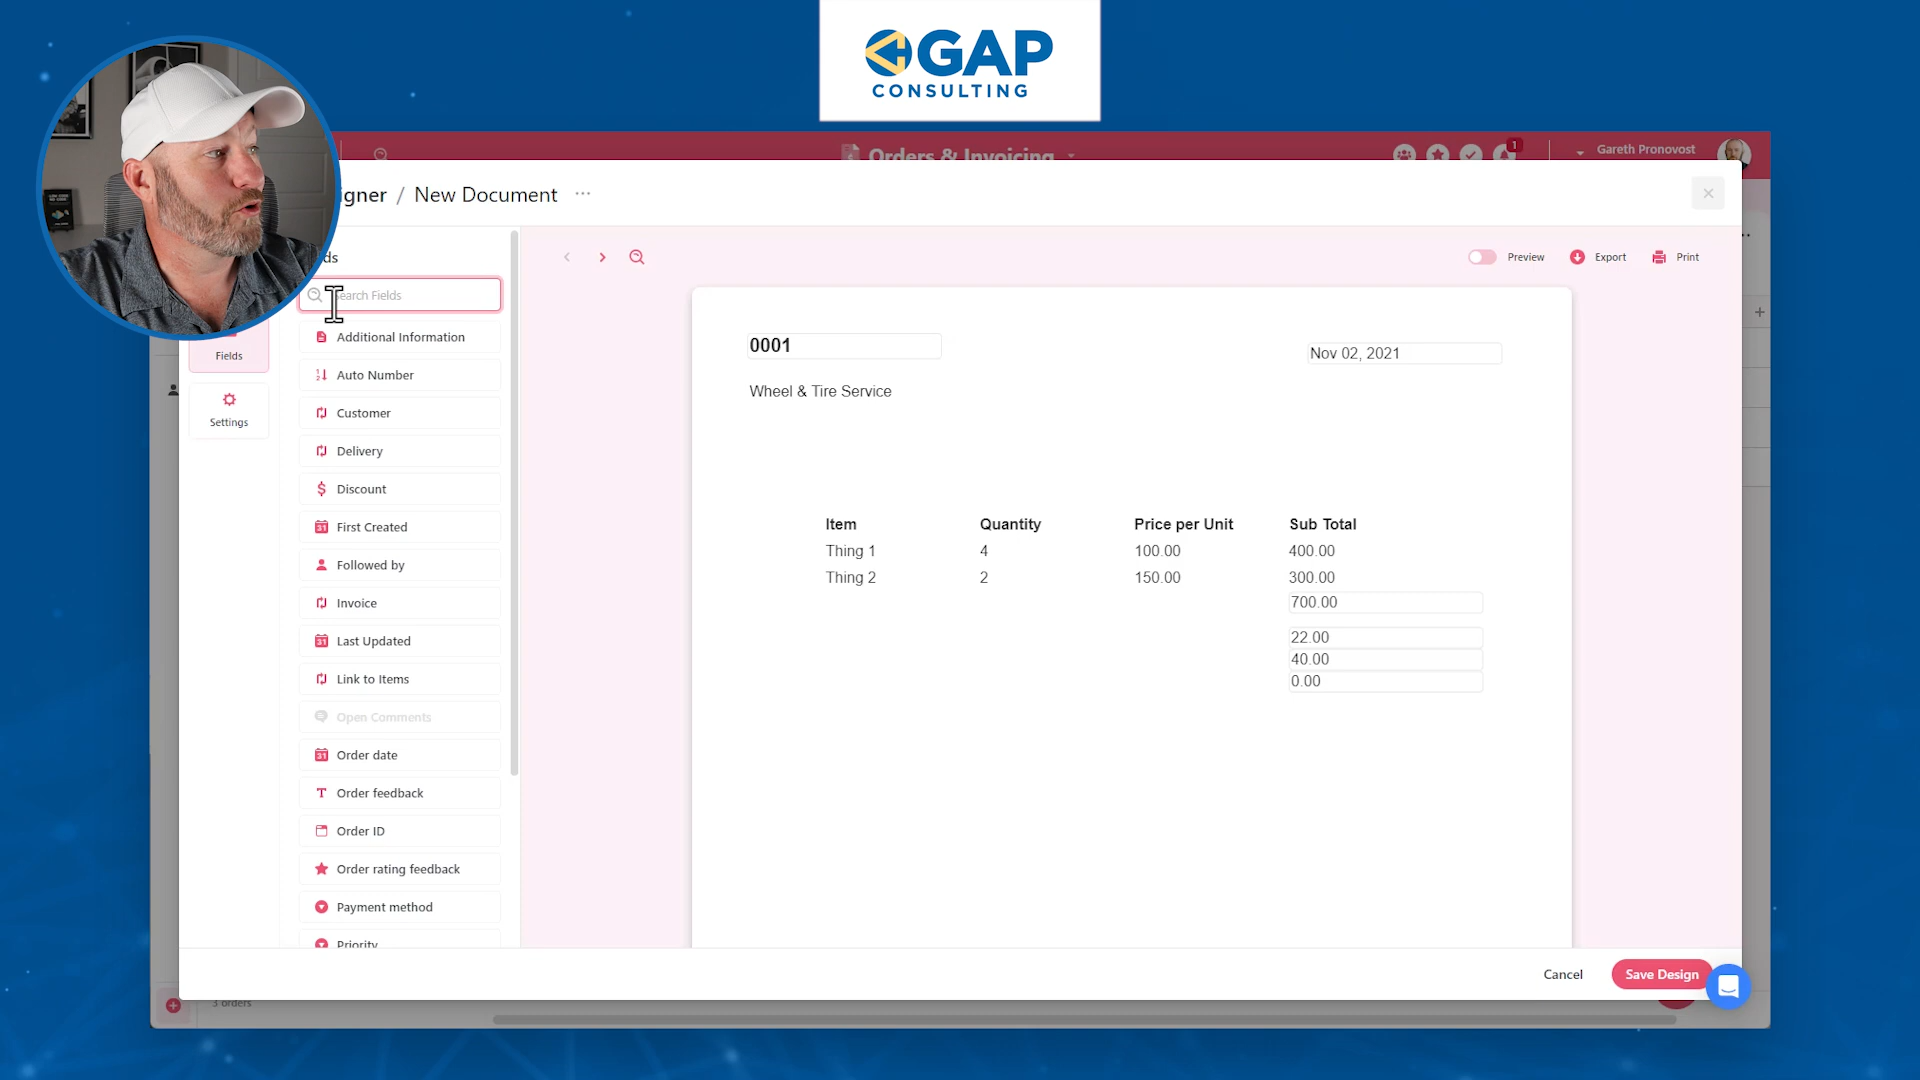 GAP
CONSULTING
Orders & Invoicing
1
Gareth Pronovost
igner / New Document ...
ds
Preview
Export
Print
Search Fields
Fields
Settings
Additional Information
Auto Number
Customer
Delivery
Discount
First Created
Followed by
Invoice
Last Updated
Link to Items
Open Comments
Order date
Order feedback
Order ID
Order rating feedback
Payment method
Priority
0001
Nov 02, 2021
Wheel & Tire Service
Item Quantity Price per Unit Sub Total
Thing 1 4 100.00 400.00
Thing 2 2 150.00 300.00
700.00
22.00
40.00
0.00
Cancel
Save Design
3 orders